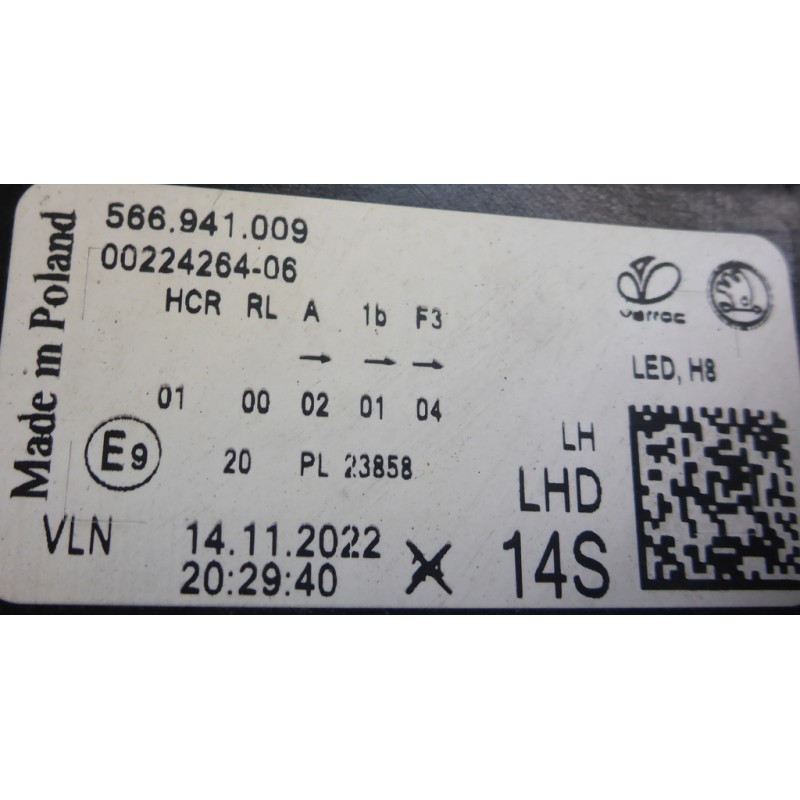 Made in Poland
566.941.009
00224264-06
HCR RL A 1b F3
→ → →
01 00 02 01 04
E9 20 PL 23858
VLN 14.11.2022
20:29:40
varroc
LED, H8
LH
LHD
14S